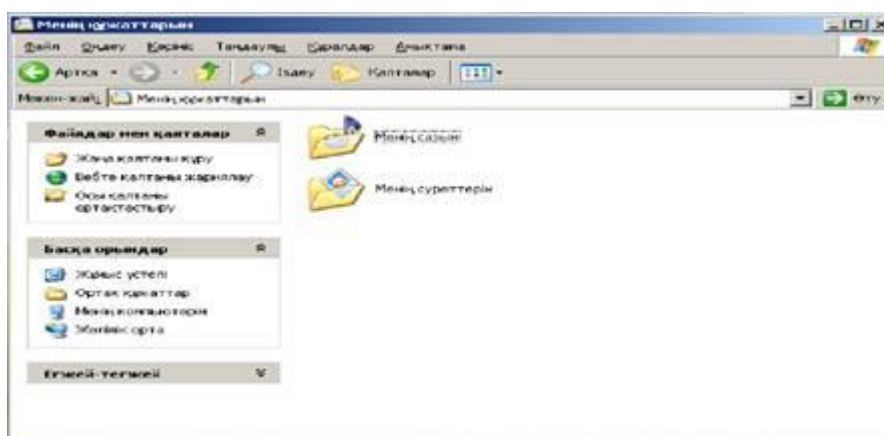 Менің құжаттарым
Файл Өңдеу Көрініс Таңдаулы Құралдар Анықтама
Артқа Іздеу Қалталар
Мекен-жай Менің құжаттарым Өту
Файлдар мен қалталар
Жаңа қалтаны құру
Вебте қалтаны жариялау
Осы қалтаны
ортақтастыру
Басқа орындар
Жұмыс үстелі
Ортақ құжаттар
Менің компьютерім
Желілік орта
Егжей-тегжей
Менің сазым
Менің суреттерім